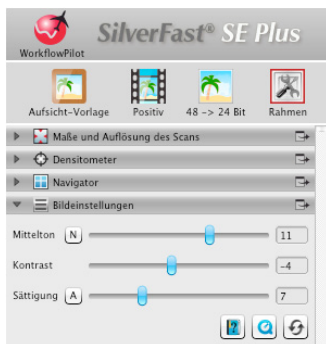 SilverFast® SE Plus
WorkflowPilot
Aufsicht-Vorlage Positiv 48 -> 24 Bit Rahmen
Maße und Auflösung des Scans
Densitometer
Navigator
Bildeinstellungen
Mittelton N 11
Kontrast -4
Sättigung A 7